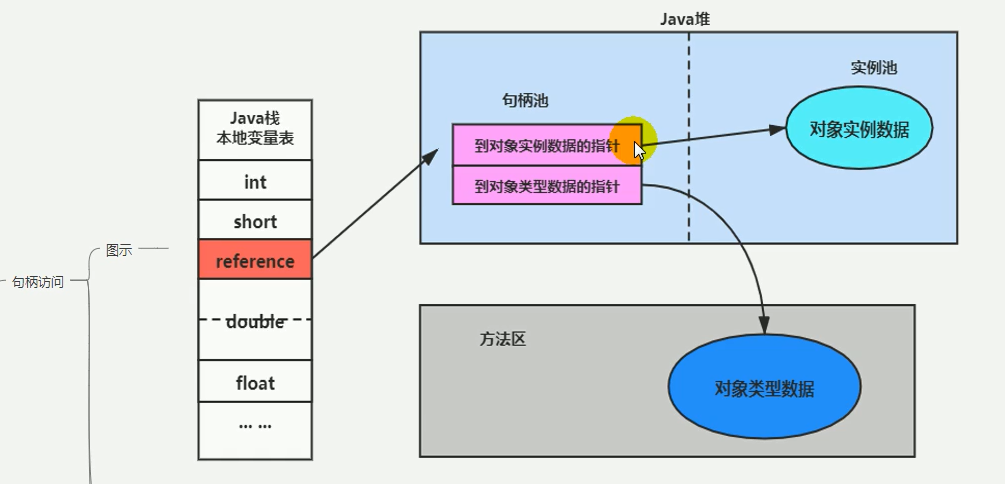 Java堆
实例池
句柄池
Java栈
本地变量表
到对象实例数据的指针
对象实例数据
int
到对象类型数据的指针
short
图示
reference
句柄访问
double
方法区
float
对象类型数据
... ...